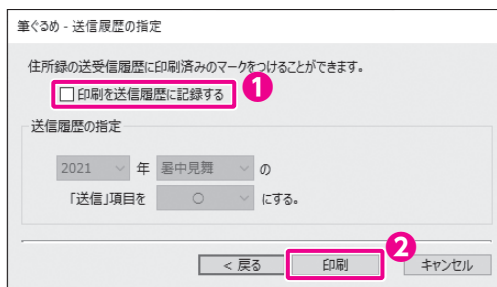 筆ぐるめ - 送信履歴の指定
住所録の送受信履歴に印刷済みのマークをつけることができます。
印刷を送信履歴に記録する 1
送信履歴の指定
2021 年 暑中見舞 の
「送信」項目を ○ にする。
2
< 戻る 印刷 キャンセル